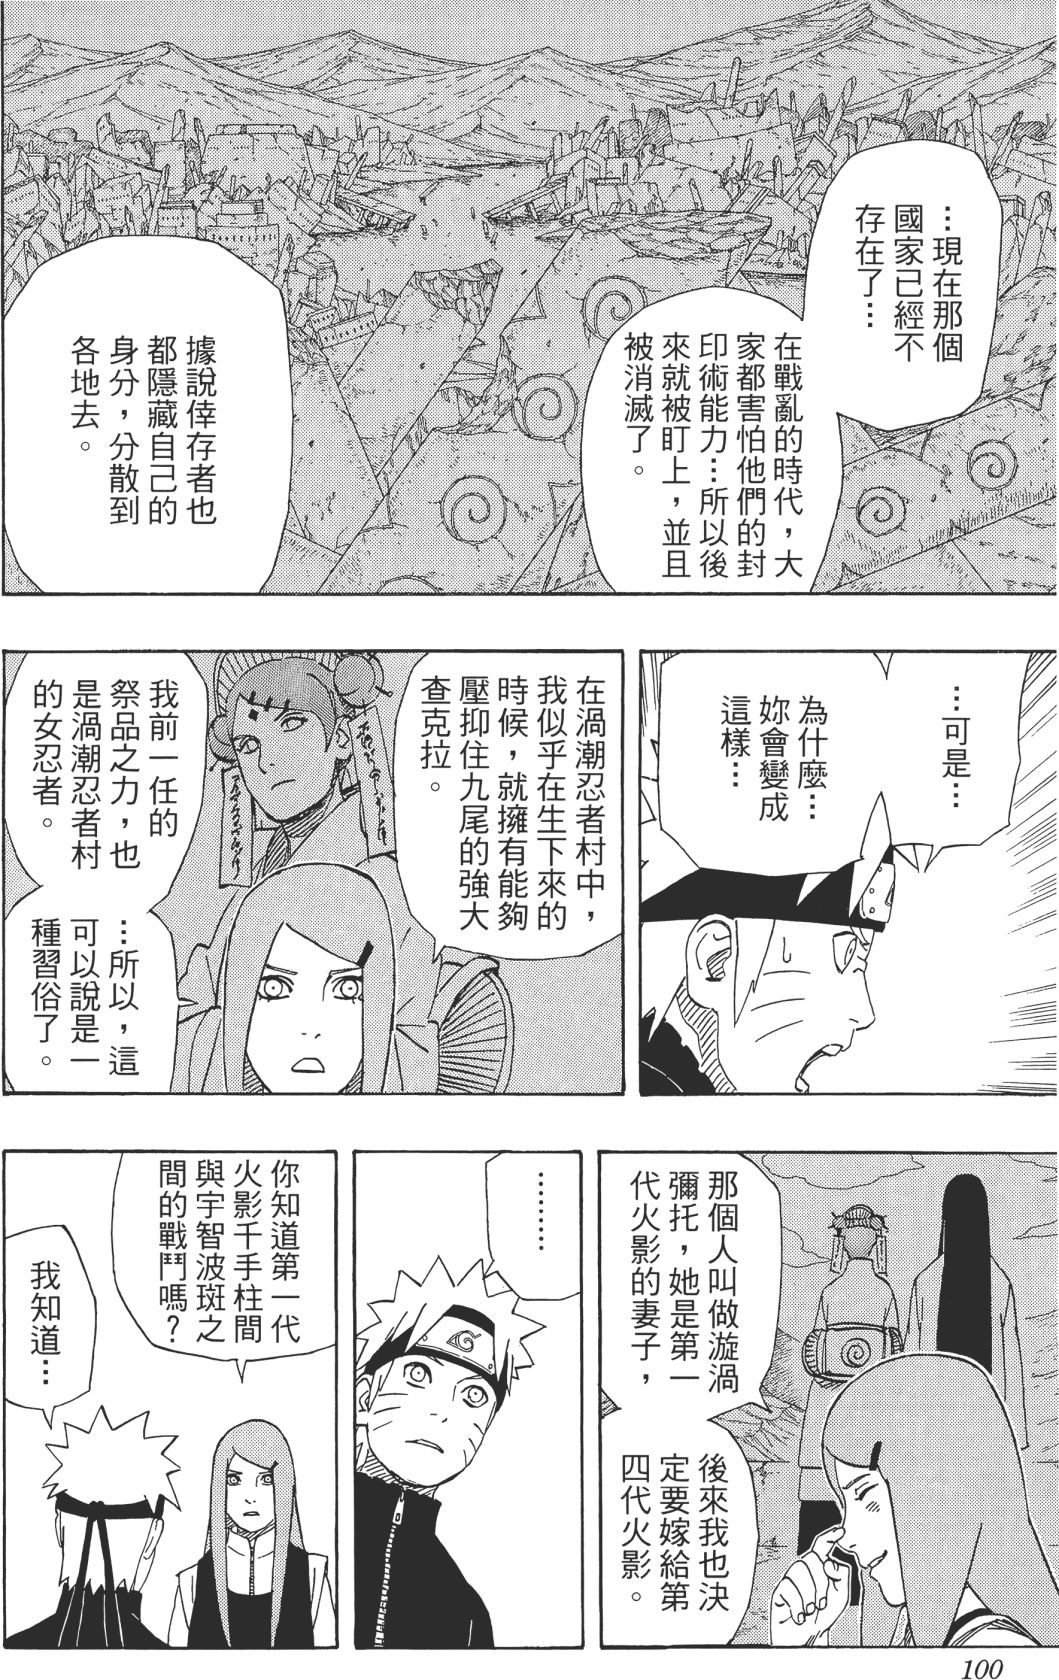 …現在那個
國家已經不
存在了…
在戰亂的時代，大
家都害怕他們的封
印術能力…所以後
來就被盯上，並且
被消滅了。
據說倖存者也
都隱藏自己的
身分，分散到
各地去。
…可是…
為什麼…
妳會變成
這樣…
在渦潮忍者村中，
我似乎在生下來的
時候，就擁有能夠
壓抑住九尾的強大
查克拉。
我前一任的
祭品之力，也
是渦潮忍者村
的女忍者。
…所以，這
可以說是一
種習俗了。
那個人叫做漩渦
彌托，她是第一
代火影的妻子，
後來我也決
定要嫁給第
四代火影。
………
你知道第一代
火影千手柱間
與宇智波斑之
間的戰鬥嗎？
我知道…
100